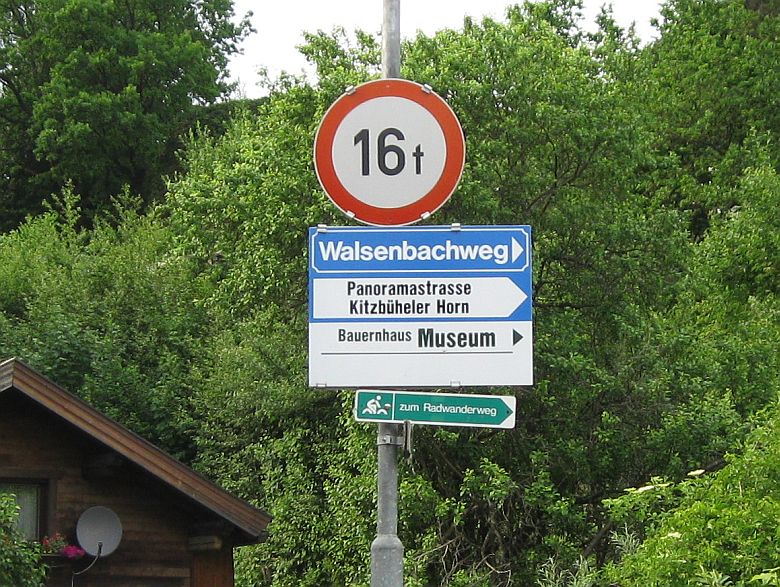 16t
Walsenbachweg
Panoramastrasse
Kitzbüheler Horn
Bauernhaus Museum
zum Radwanderweg